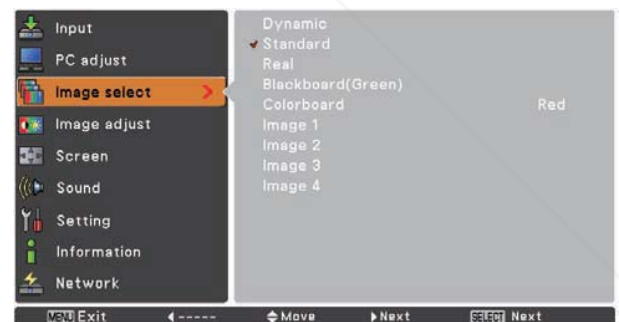 Input
PC adjust
Image select
Image adjust
Screen
Sound
Setting
Information
Network
Dynamic
Standard
Real
Blackboard(Green)
Colorboard Red
Image 1
Image 2
Image 3
Image 4
MENU Exit ----- Move Next SELECT Next